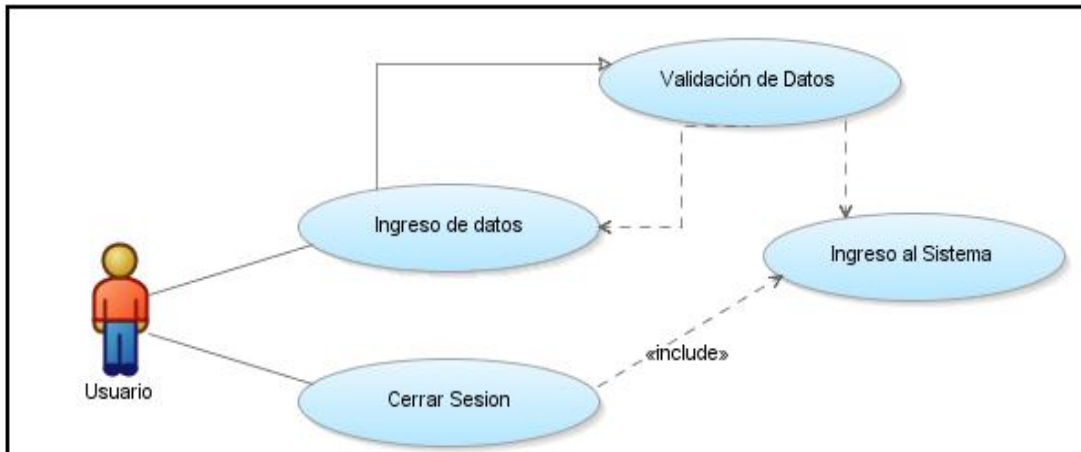 Validación de Datos
Ingreso de datos
Ingreso al Sistema
«include»
Usuario
Cerrar Sesion